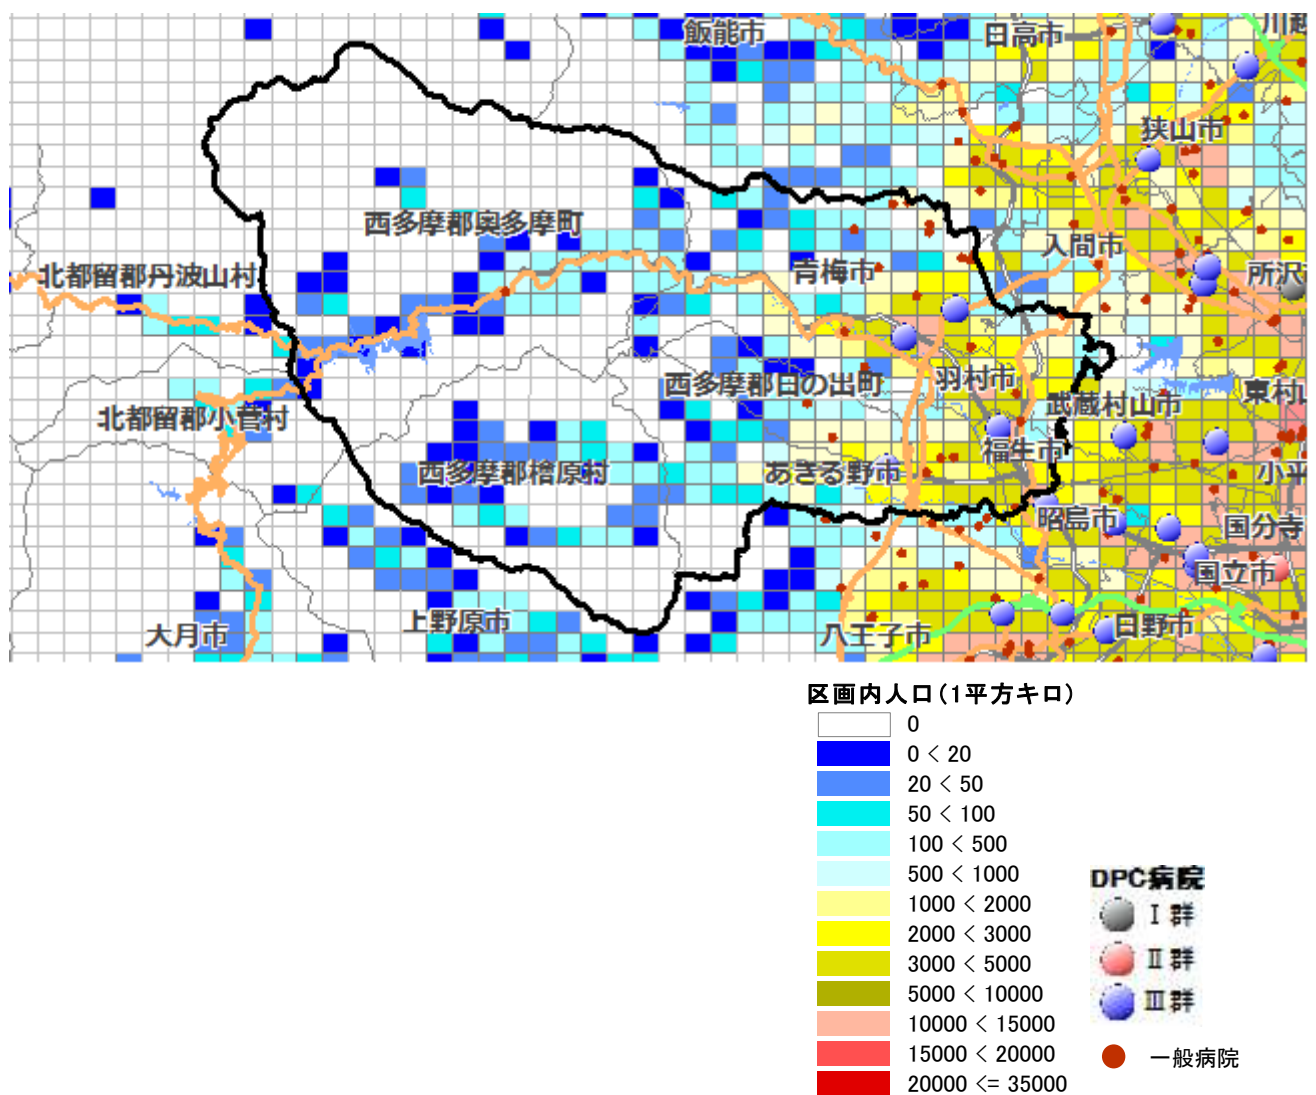 川越
飯能市
日高市
狭山市
西多摩郡奥多摩町
入間市
北都留郡丹波山村
青梅市
所沢
西多摩郡日の出町
羽村市
東村山
北都留郡小菅村
武蔵村山市
福生市
西多摩郡檜原村
あきる野市
小平
昭島市
国分寺
国立市
上野原市
大月市
八王子市
日野市
区画内人口(1平方キロ)
0
0 < 20
20 < 50
50 < 100
100 < 500
500 < 1000
1000 < 2000
2000 < 3000
3000 < 5000
5000 < 10000
10000 < 15000
15000 < 20000
20000 <= 35000
DPC病院
Ⅰ群
Ⅱ群
Ⅲ群
一般病院